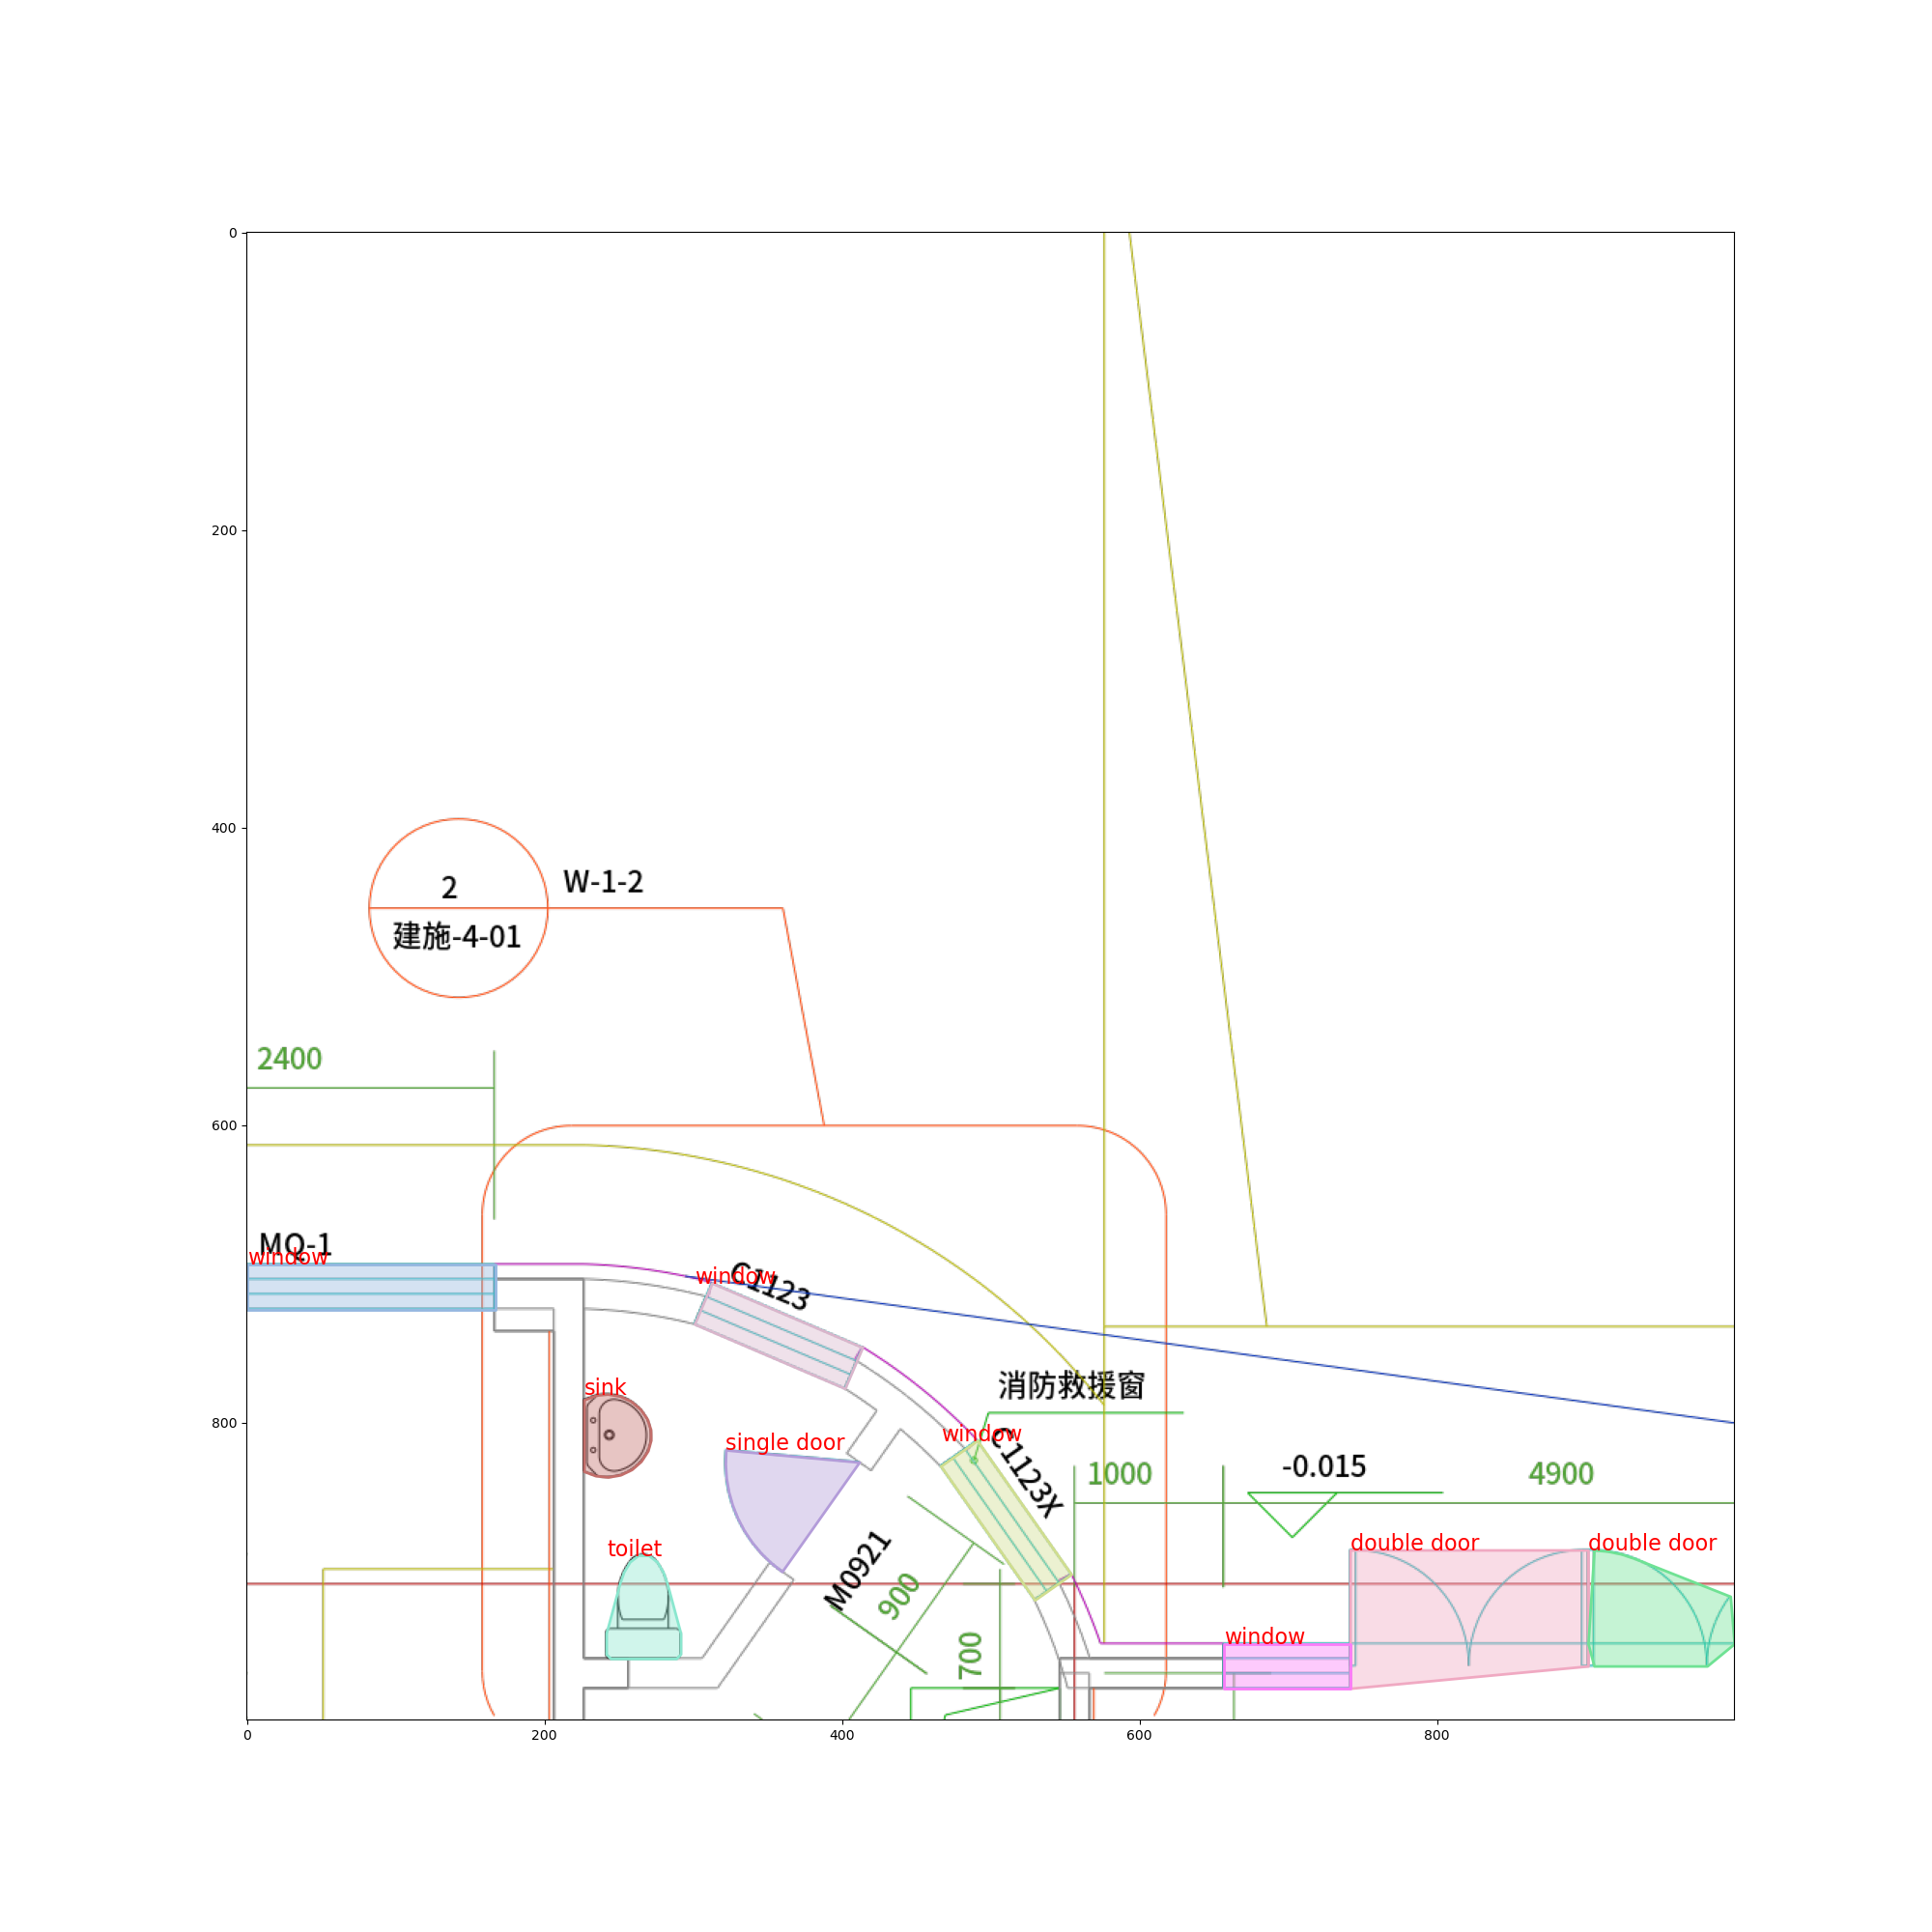 0
200
400
2
W-1-2
建施-4-01
2400
600
MQ-1
window
window
C1123
消防救援窗
sink
800
single door
window
C1123X
1000
-0.015
4900
toilet
M0921
900
double door
double door
700
window
0
200
400
600
800